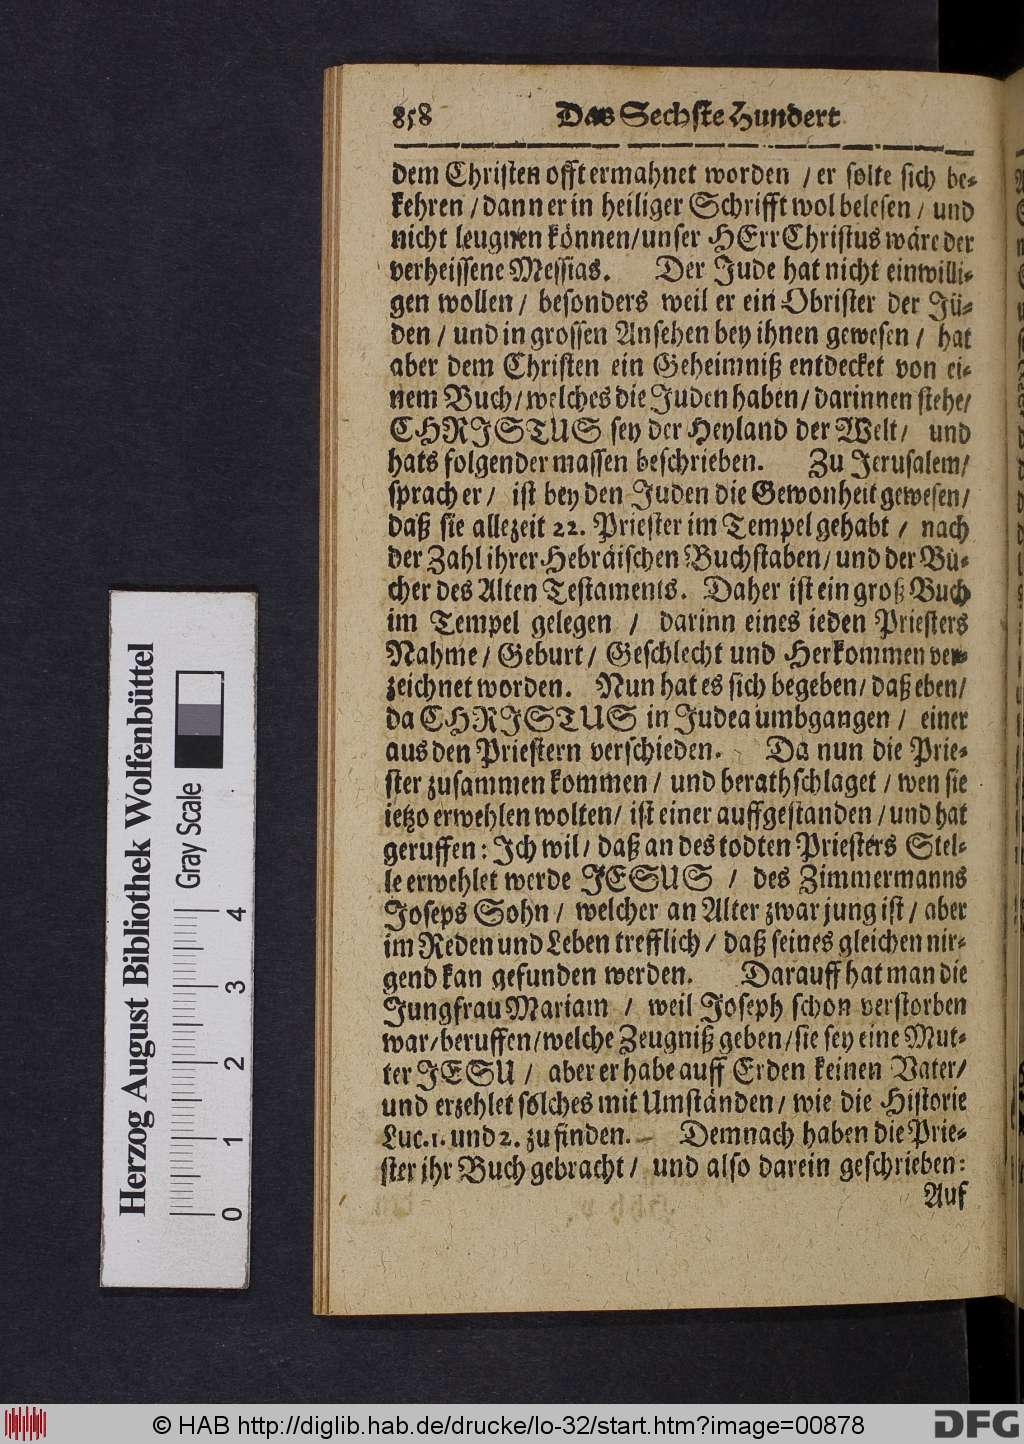 858 Das Sechste Hundert
dem Christen offt ermahnet worden / er solte sich be-
kehren / dann er in heiliger Schrifft wol belesen / und
nicht leugnen können / unser HErr Christus wäre der
verheissene Messias. Der Jude hat nicht einwilli-
gen wollen / besonders weil er ein Obrister der Jü-
den / und in grossen Ansehen bey ihnen gewesen / hat
aber dem Christen ein Geheimniß entdecket von ei-
nem Buch / welches die Juden haben / darinnen stehe /
CHRISTUS sey der Heyland der Welt / und
hats folgender massen beschrieben. Zu Jerusalem /
sprach er / ist bey den Juden die Gewonheit gewesen /
daß sie allezeit 22. Priester im Tempel gehabt / nach
der Zahl ihrer Hebräischen Buchstaben / und der Bü-
cher des Alten Testaments. Daher ist ein groß Buch
im Tempel gelegen / darinn eines ieden Priesters
Nahme / Geburt / Geschlecht und Herkommen ver-
zeichnet worden. Nun hat es sich begeben / daß eben /
da CHRISTUS in Judea umbgangen / einer
aus den Priestern verschieden. Da nun die Prie-
ster zusammen kommen / und berathschlaget / wen sie
ietzo erwehlen wolten / ist einer auffgestanden / und hat
geruffen: Ich wil / daß an des todten Priesters Stel-
le erwehlet werde JESUS / des Zimmermanns
Josephs Sohn / welcher an Alter zwar jung ist / aber
im Reden und Leben trefflich / daß seines gleichen nir-
gend kan gefunden werden. Darauff hat man die
Jungfrau Mariam / weil Joseph schon verstorben
war / beruffen / welche Zeugniß geben / sie sey eine Mut-
ter JESU / aber er habe auff Erden keinen Vater /
und erzehlet solches mit Umständen / wie die Historie
Luc. 1. und 2. zu finden. Demnach haben die Prie-
ster ihr Buch gebracht / und also darein geschrieben:
Auf
Herzog August Bibliothek Wolfenbüttel
Gray Scale
0 1 2 3 4
© HAB http://diglib.hab.de/drucke/lo-32/start.htm?image=00878
DFG